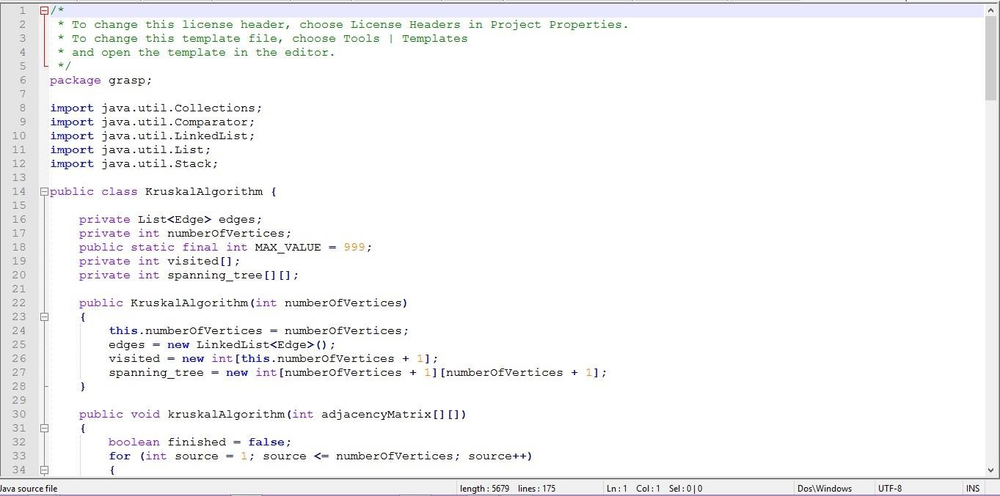 1 /*
2  * To change this license header, choose License Headers in Project Properties.
3  * To change this template file, choose Tools | Templates
4  * and open the template in the editor.
5  */
6 package grasp;
7
8 import java.util.Collections;
9 import java.util.Comparator;
10 import java.util.LinkedList;
11 import java.util.List;
12 import java.util.Stack;
13
14 public class KruskalAlgorithm {
15
16     private List<Edge> edges;
17     private int numberOfVertices;
18     public static final int MAX_VALUE = 999;
19     private int visited[];
20     private int spanning_tree[][];
21
22     public KruskalAlgorithm(int numberOfVertices)
23     {
24         this.numberOfVertices = numberOfVertices;
25         edges = new LinkedList<Edge>();
26         visited = new int[this.numberOfVertices + 1];
27         spanning_tree = new int[numberOfVertices + 1][numberOfVertices + 1];
28     }
29
30     public void kruskalAlgorithm(int adjacencyMatrix[][])
31     {
32         boolean finished = false;
33         for (int source = 1; source <= numberOfVertices; source++)
34         {
Java source file length : 5679 lines : 175 Ln : 1 Col : 1 Sel : 0 | 0 Dos\Windows UTF-8 INS